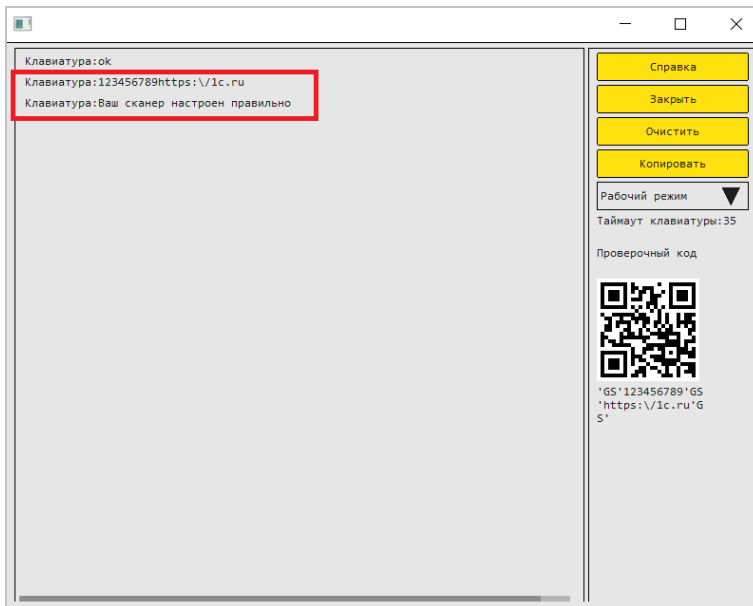 Клавиатура:ok
Клавиатура:123456789https:\/1c.ru
Клавиатура:Ваш сканер настроен правильно
Справка
Закрыть
Очистить
Копировать
Рабочий режим
Таймаут клавиатуры:35
Проверочный код
'GS'123456789'GS
'https:\/1c.ru'G
S'